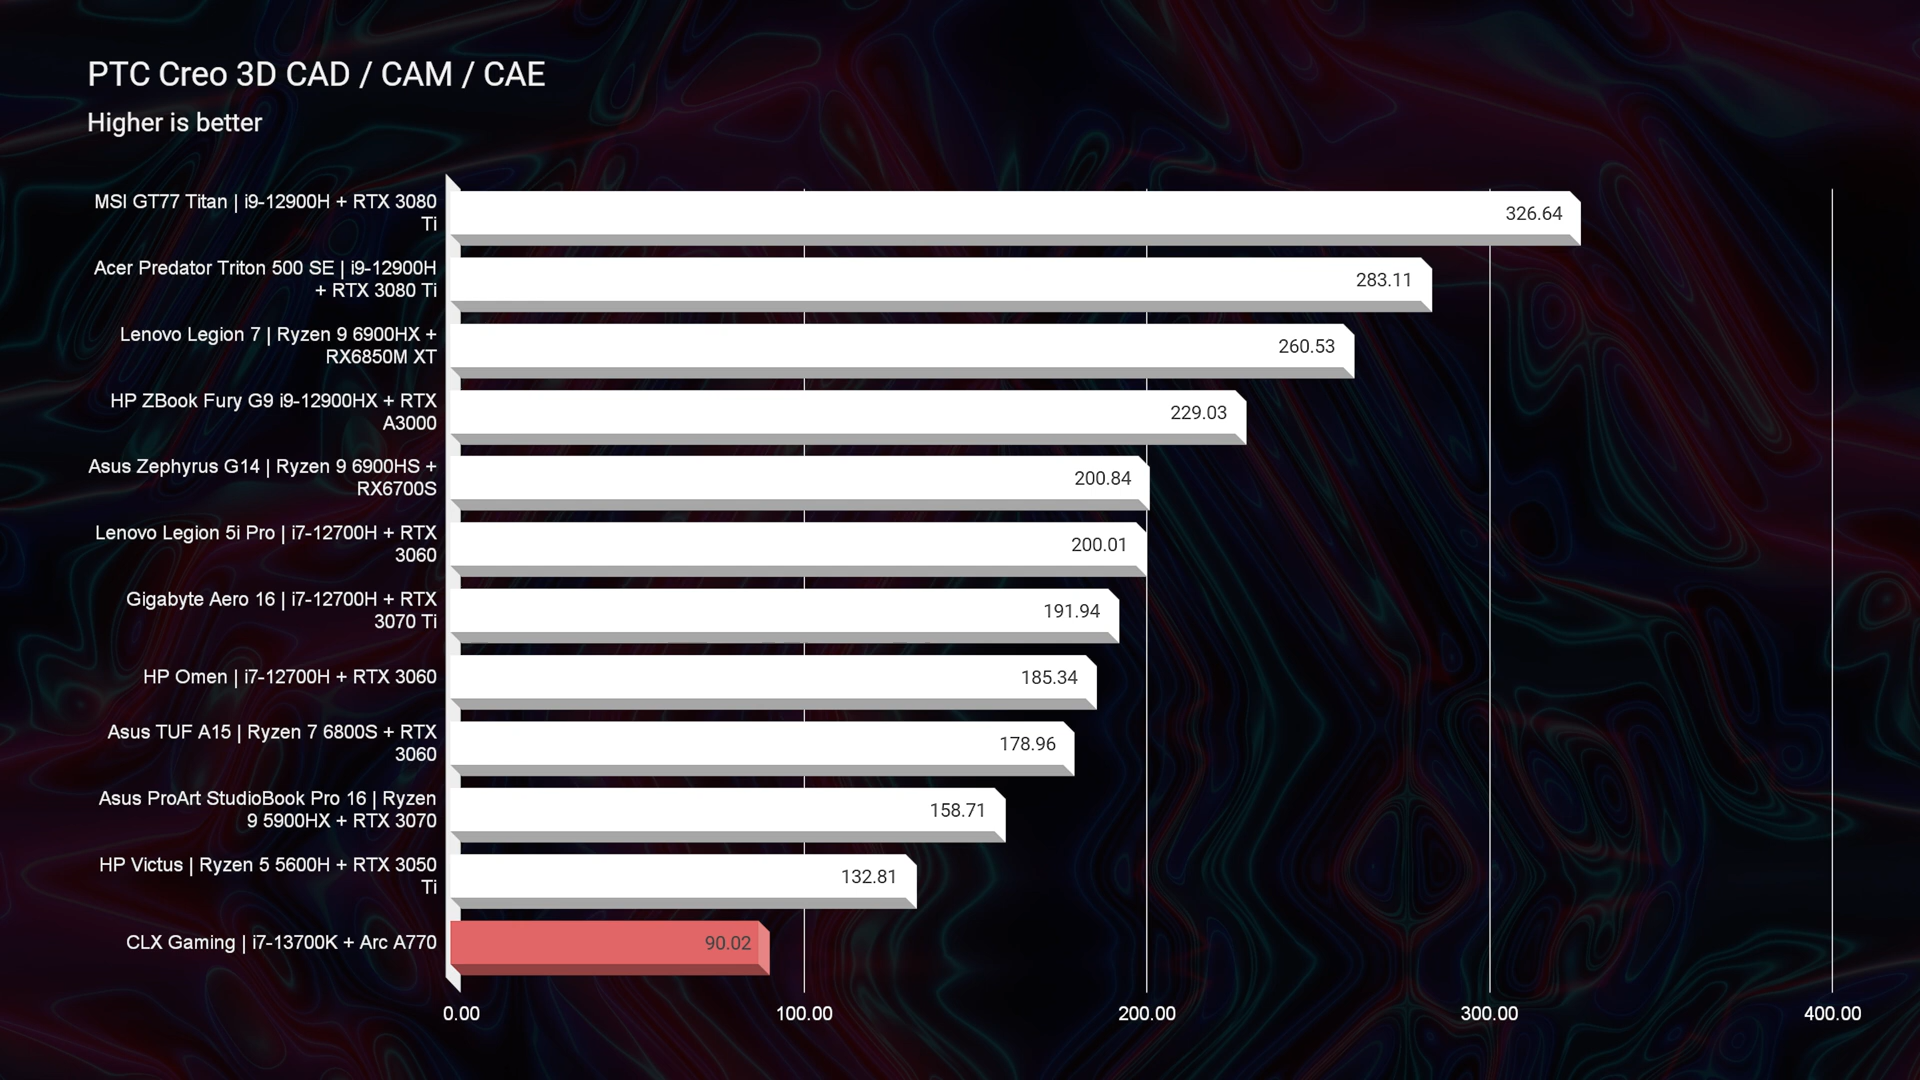 PTC Creo 3D CAD / CAM / CAE
Higher is better
MSI GT77 Titan | i9-12900H + RTX 3080
Ti
326.64
Acer Predator Triton 500 SE | i9-12900H
+ RTX 3080 Ti
283.11
Lenovo Legion 7 | Ryzen 9 6900HX +
RX6850M XT
260.53
HP ZBook Fury G9 i9-12900HX + RTX
A3000
229.03
Asus Zephyrus G14 | Ryzen 9 6900HS +
RX6700S
200.84
Lenovo Legion 5i Pro | i7-12700H + RTX
3060
200.01
Gigabyte Aero 16 | i7-12700H + RTX
3070 Ti
191.94
HP Omen | i7-12700H + RTX 3060
185.34
Asus TUF A15 | Ryzen 7 6800S + RTX
3060
178.96
Asus ProArt StudioBook Pro 16 | Ryzen
9 5900HX + RTX 3070
158.71
HP Victus | Ryzen 5 5600H + RTX 3050
Ti
132.81
CLX Gaming | i7-13700K + Arc A770
90.02
0.00
100.00
200.00
300.00
400.00